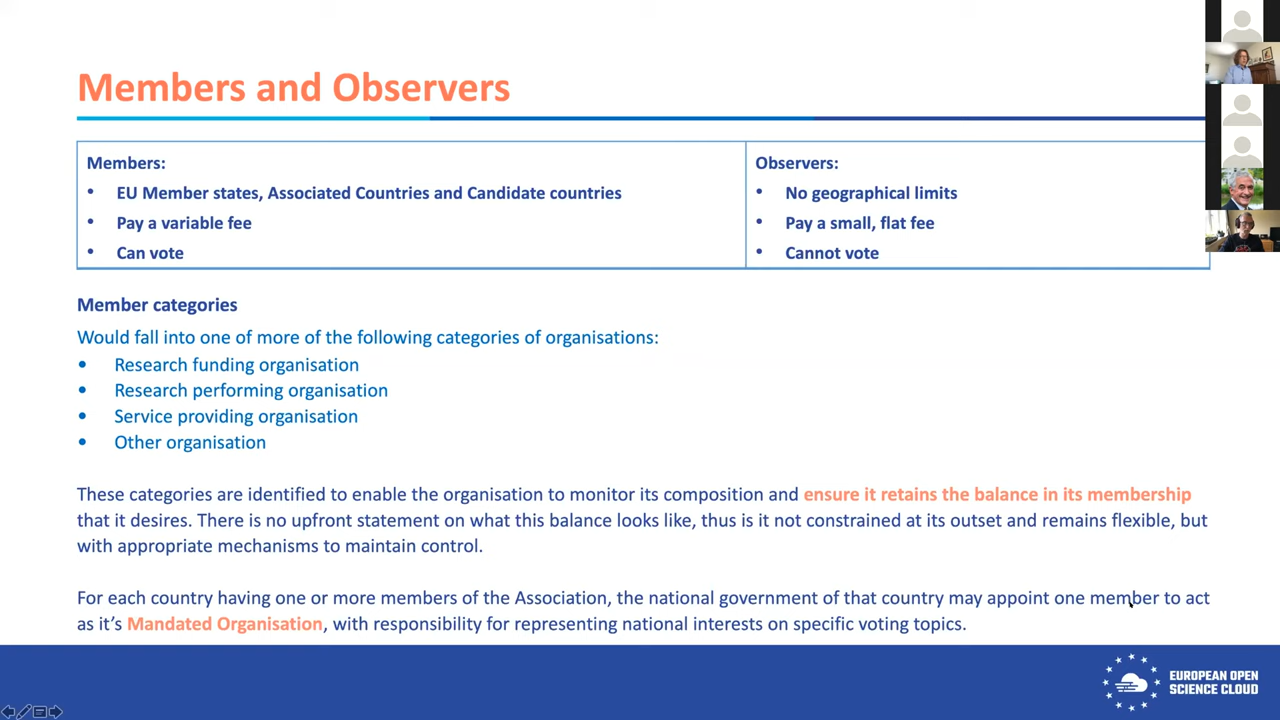 Members and Observers
Members:
• EU Member states, Associated Countries and Candidate countries
• Pay a variable fee
• Can vote
Observers:
• No geographical limits
• Pay a small, flat fee
• Cannot vote
Member categories
Would fall into one of more of the following categories of organisations:
• Research funding organisation
• Research performing organisation
• Service providing organisation
• Other organisation
These categories are identified to enable the organisation to monitor its composition and ensure it retains the balance in its membership
that it desires. There is no upfront statement on what this balance looks like, thus is it not constrained at its outset and remains flexible, but
with appropriate mechanisms to maintain control.
For each country having one or more members of the Association, the national government of that country may appoint one member to act
as it's Mandated Organisation, with responsibility for representing national interests on specific voting topics.
EUROPEAN OPEN
SCIENCE CLOUD